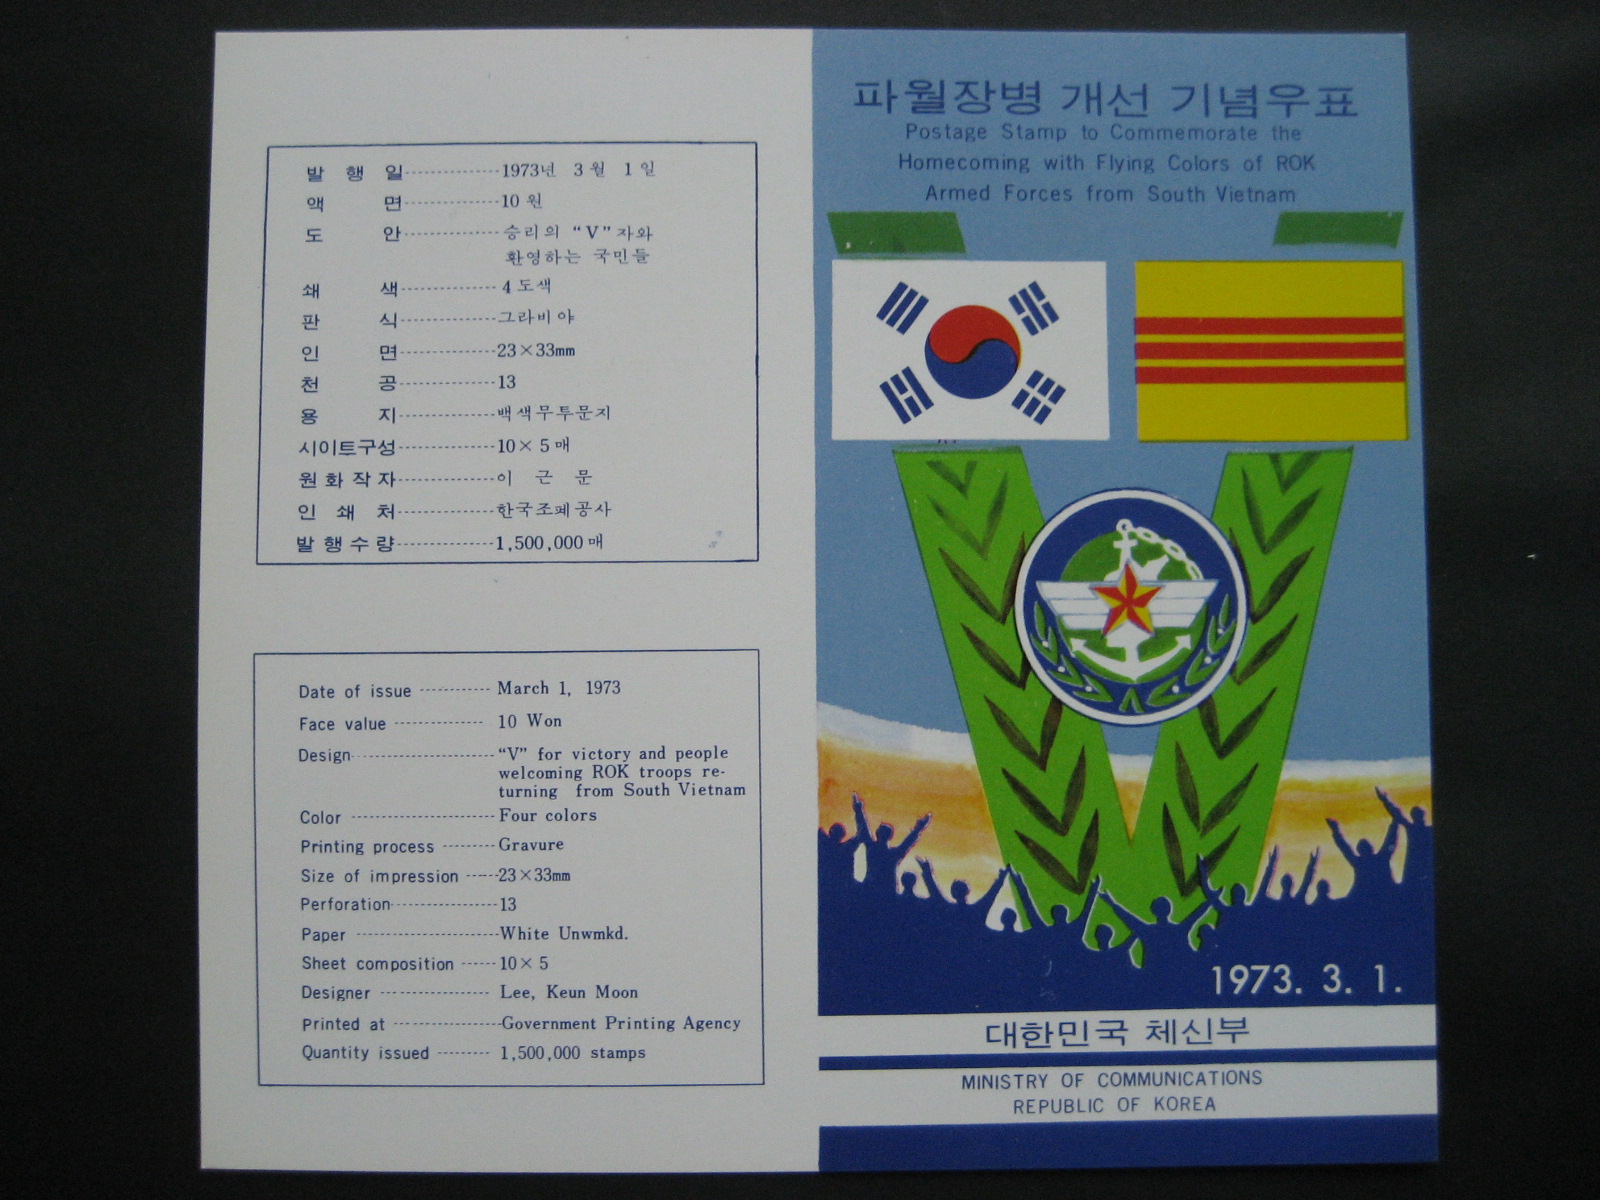 발 행 일 ------------ 1973년 3월 1일
액 면 ------------ 10원
도 안 ------------ 승리의 “V”자와
환영하는 국민들
쇄 색 ------------ 4도색
판 식 ------------ 그라비야
인 면 ------------ 23×33mm
천 공 ------------ 13
용 지 ------------ 백색무투문지
시이트구성 ------------ 10×5매
원화작자 ------------ 이 근 문
인 쇄 처 ------------ 한국조폐공사
발행수량 ------------ 1,500,000매
Date of issue ---------- March 1, 1973
Face value ------------ 10 Won
Design ---------------- “V” for victory and people
welcoming ROK troops re-
turning from South Vietnam
Color ------------------ Four colors
Printing process ------- Gravure
Size of impression ----- 23×33mm
Perforation ------------ 13
Paper ------------------ White Unwmkd.
Sheet composition ----- 10×5
Designer --------------- Lee, Keun Moon
Printed at -------------- Government Printing Agency
Quantity issued -------- 1,500,000 stamps
파월장병 개선 기념우표
Postage Stamp to Commemorate the
Homecoming with Flying Colors of ROK
Armed Forces from South Vietnam
1973. 3. 1.
대한민국 체신부
MINISTRY OF COMMUNICATIONS
REPUBLIC OF KOREA